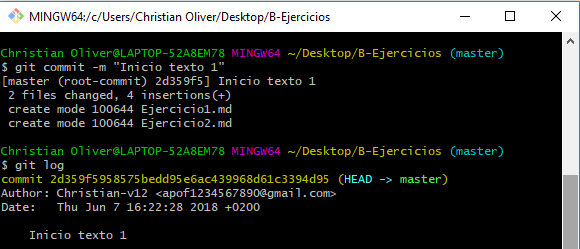 MINGW64:/c/Users/Christian Oliver/Desktop/B-Ejercicios
Christian Oliver@LAPTOP-52A8EM78 MINGW64 ~/Desktop/B-Ejercicios (master)
$ git commit -m "Inicio texto 1"
[master (root-commit) 2d359f5] Inicio texto 1
 2 files changed, 4 insertions(+)
 create mode 100644 Ejercicio1.md
 create mode 100644 Ejercicio2.md
Christian Oliver@LAPTOP-52A8EM78 MINGW64 ~/Desktop/B-Ejercicios (master)
$ git log
commit 2d359f5958575bedd95e6ac439968d61c3394d95 (HEAD -> master)
Author: Christian-v12 <apof1234567890@gmail.com>
Date:   Thu Jun 7 16:22:28 2018 +0200
    Inicio texto 1